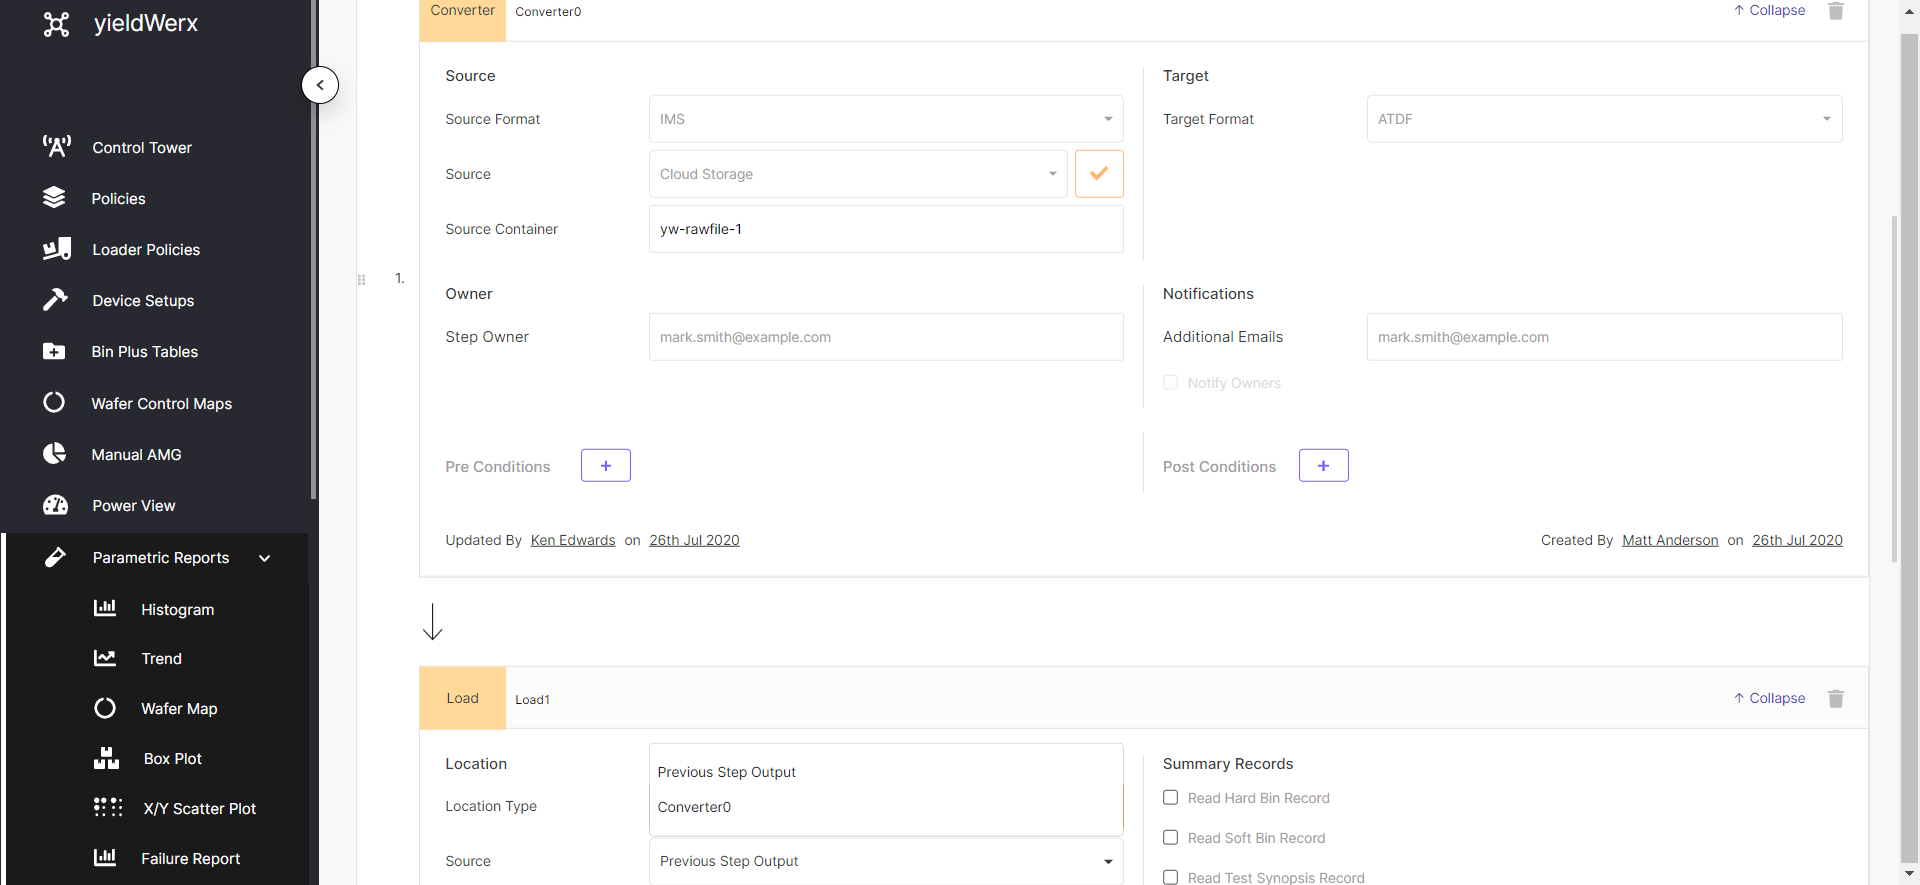 yieldWerx
Control Tower
Policies
Loader Policies
Device Setups
Bin Plus Tables
Wafer Control Maps
Manual AMG
Power View
Parametric Reports
Histogram
Trend
Wafer Map
Box Plot
X/Y Scatter Plot
Failure Report
Converter Converter0 ↑ Collapse
1.
Source
Source Format IMS
Source Cloud Storage
Source Container yw-rawfile-1
Target
Target Format ATDF
Owner
Step Owner mark.smith@example.com
Notifications
Additional Emails mark.smith@example.com
Notify Owners
Pre Conditions +
Post Conditions +
Updated By Ken Edwards on 26th Jul 2020
Created By Matt Anderson on 26th Jul 2020
Load Load1 ↑ Collapse
Location
Previous Step Output
Location Type Converter0
Source Previous Step Output
Summary Records
Read Hard Bin Record
Read Soft Bin Record
Read Test Synopsis Record